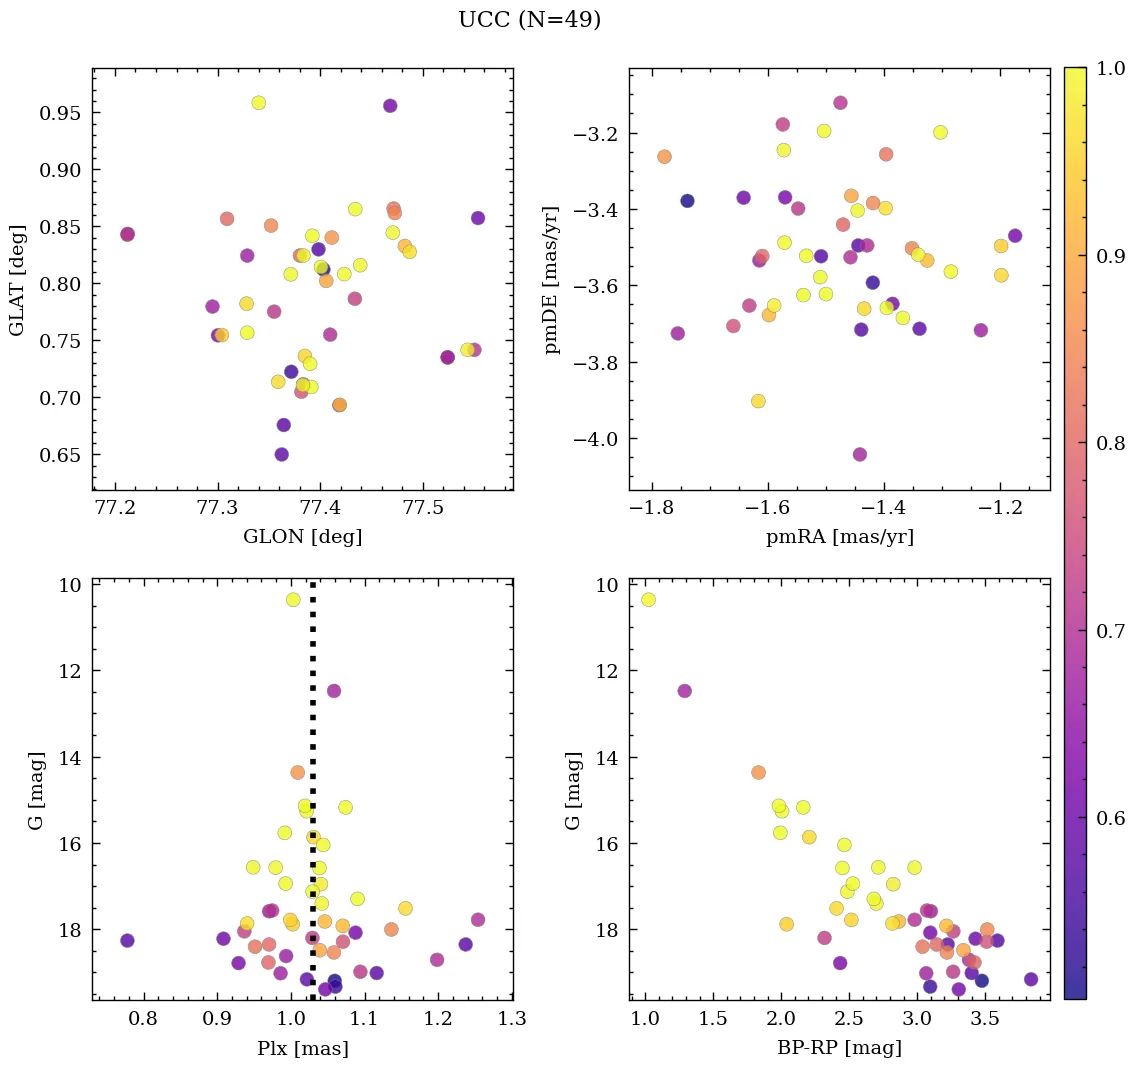 UCC (N=49)
0.95
0.90
0.85
0.80
0.75
0.70
0.65
GLAT [deg]
77.2 77.3 77.4 77.5
GLON [deg]
−3.2
−3.4
−3.6
−3.8
−4.0
pmDE [mas/yr]
−1.8 −1.6 −1.4 −1.2
pmRA [mas/yr]
10
12
14
16
18
G [mag]
0.8 0.9 1.0 1.1 1.2 1.3
Plx [mas]
10
12
14
16
18
G [mag]
1.0 1.5 2.0 2.5 3.0 3.5
BP-RP [mag]
1.0
0.9
0.8
0.7
0.6